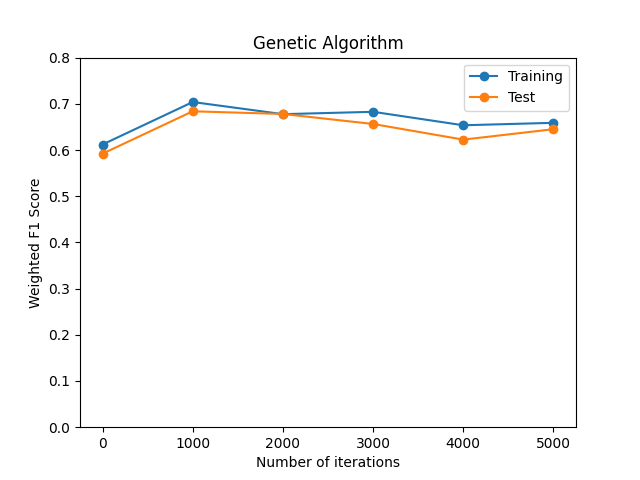 Genetic Algorithm
Training
Test
Weighted F1 Score
0.8
0.7
0.6
0.5
0.4
0.3
0.2
0.1
0.0
0 1000 2000 3000 4000 5000
Number of iterations